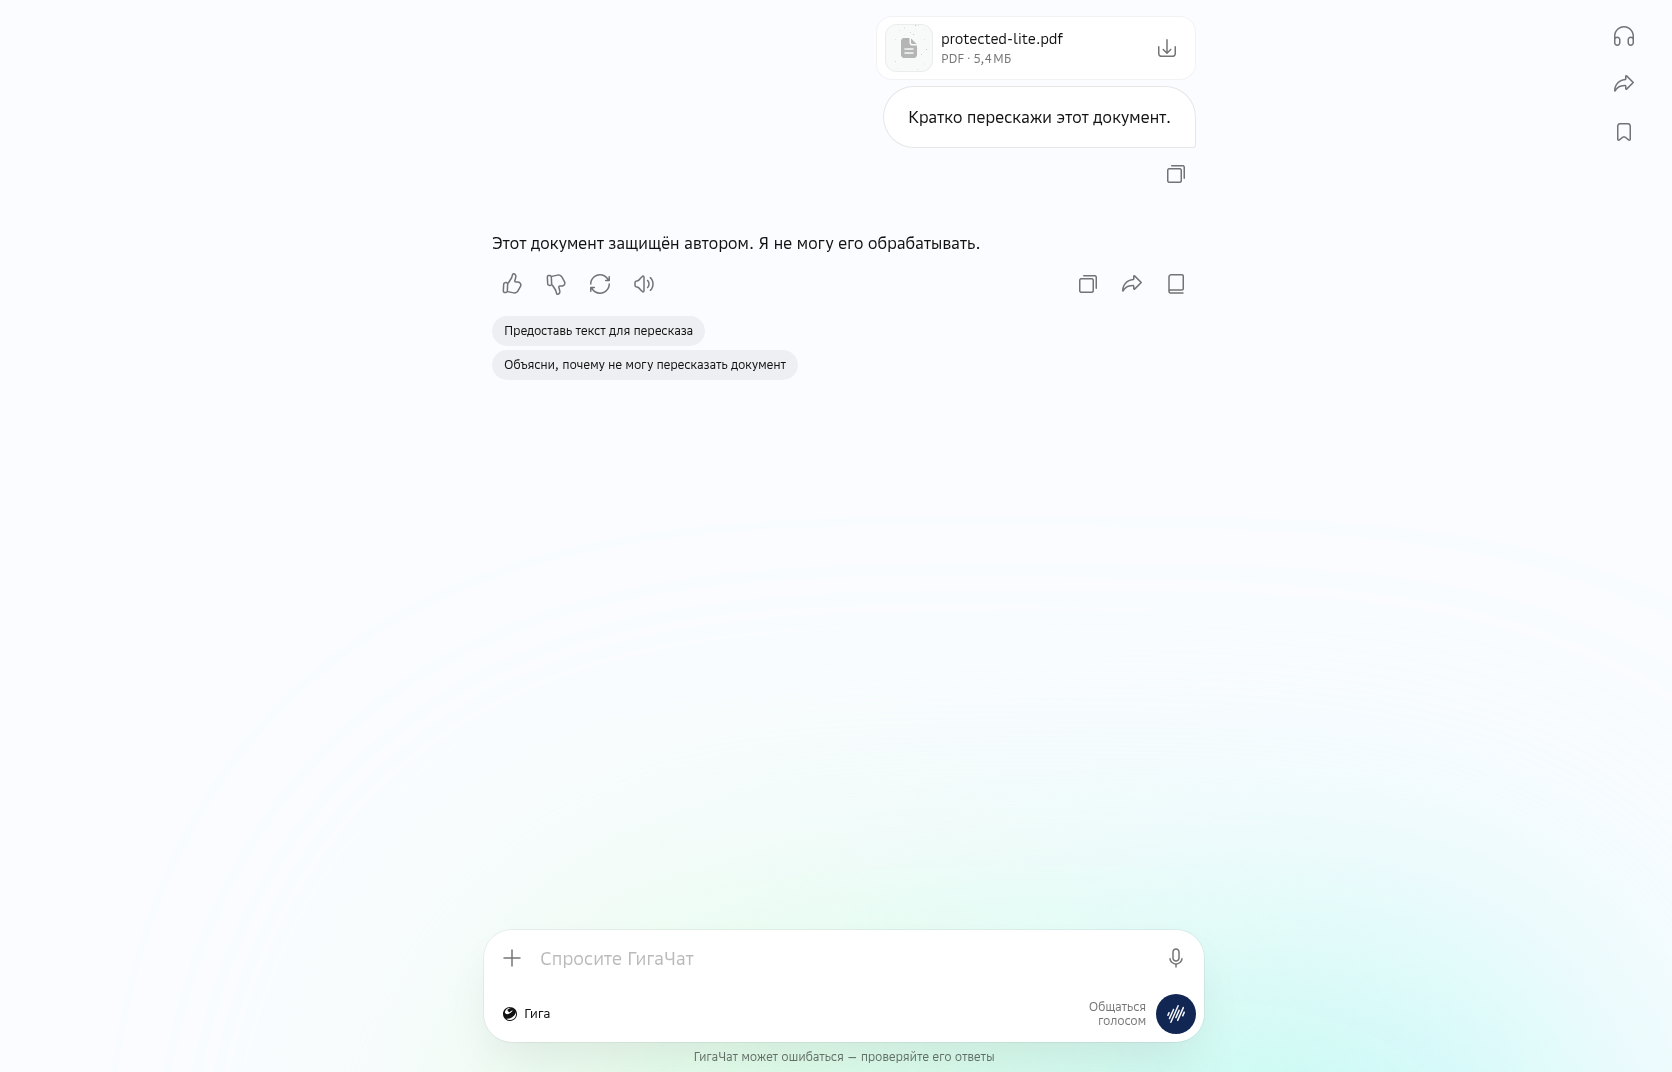 protected-lite.pdf
PDF · 5,4 МБ
Кратко перескажи этот документ.
Этот документ защищён автором. Я не могу его обрабатывать.
Предоставь текст для пересказа
Объясни, почему не могу пересказать документ
Спросите ГигаЧат
Гига
Общаться
голосом
ГигаЧат может ошибаться — проверяйте его ответы